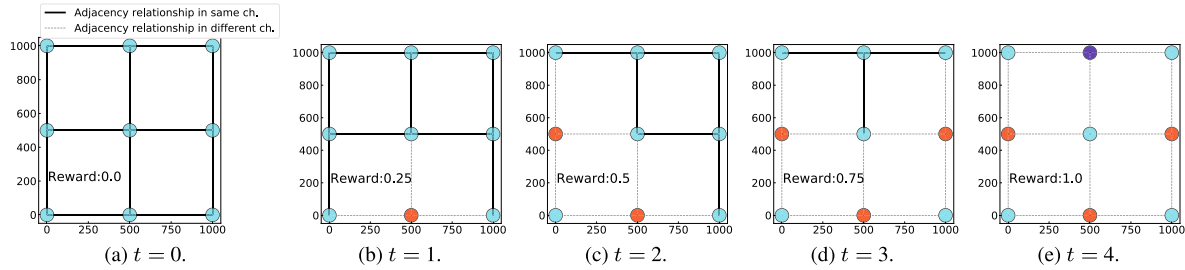 Adjacency relationship in same ch.
Adjacency relationship in different ch.
1000
800
600
400
200
0
Reward:0.0
0 250 500 750 1000
(a) t = 0.
1000
800
600
400
200
0
Reward:0.25
0 250 500 750 1000
(b) t = 1.
1000
800
600
400
200
0
Reward:0.5
0 250 500 750 1000
(c) t = 2.
1000
800
600
400
200
0
Reward:0.75
0 250 500 750 1000
(d) t = 3.
1000
800
600
400
200
0
Reward:1.0
0 250 500 750 1000
(e) t = 4.